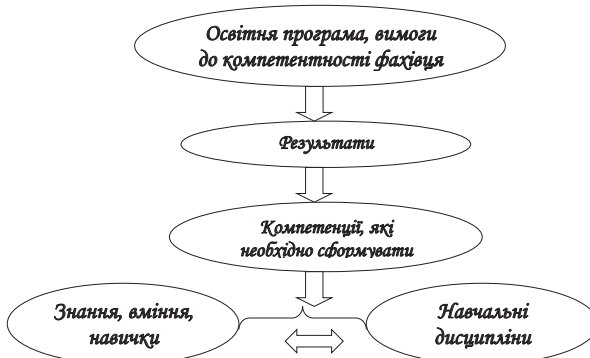 Освітня програма, вимоги
до компетентності фахівця
Результати
Компетенції, які
необхідно сформувати
Знання, вміння,
навички
Навчальні
дисципліни